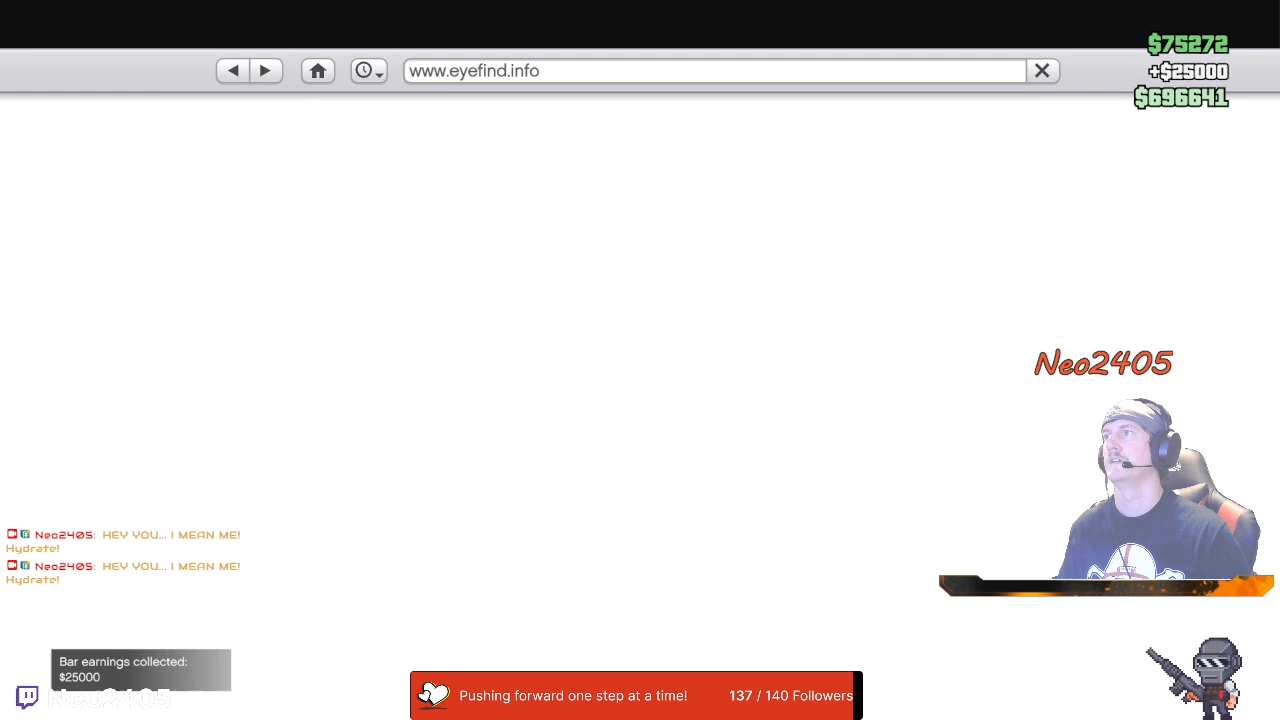 www.eyefind.info
$75272
+$25000
$696641
Neo2405
Neo2405: HEY YOU... I MEAN ME!
Hydrate!
Neo2405: HEY YOU... I MEAN ME!
Hydrate!
Bar earnings collected:
$25000
Neo2405
Pushing forward one step at a time! 137 / 140 Followers